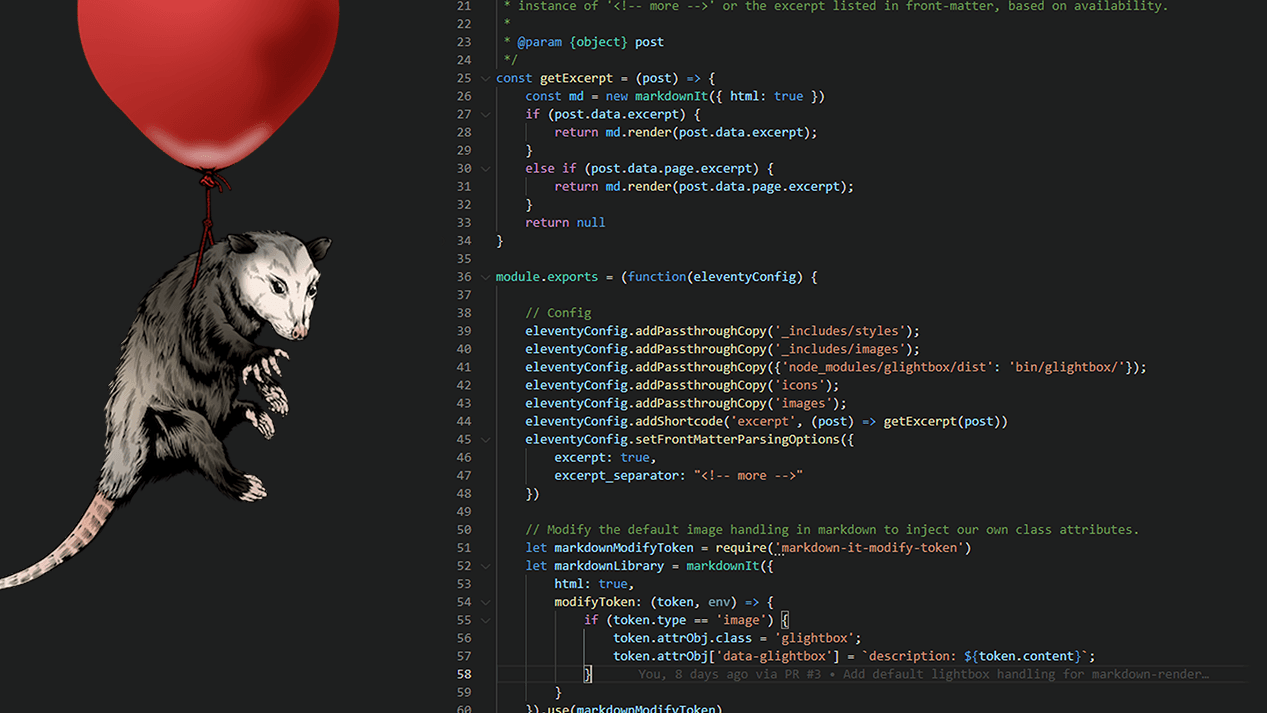 21 * instance of '<!-- more -->' or the excerpt listed in front-matter, based on availability.
22 *
23 * @param {object} post
24 */
25 const getExcerpt = (post) => {
26 const md = new markdownIt({ html: true })
27 if (post.data.excerpt) {
28 return md.render(post.data.excerpt);
29 }
30 else if (post.data.page.excerpt) {
31 return md.render(post.data.page.excerpt);
32 }
33 return null
34 }
35
36 module.exports = (function(eleventyConfig) {
37
38 // Config
39 eleventyConfig.addPassthroughCopy('_includes/styles');
40 eleventyConfig.addPassthroughCopy('_includes/images');
41 eleventyConfig.addPassthroughCopy({'node_modules/glightbox/dist': 'bin/glightbox/'});
42 eleventyConfig.addPassthroughCopy('icons');
43 eleventyConfig.addPassthroughCopy('images');
44 eleventyConfig.addShortcode('excerpt', (post) => getExcerpt(post))
45 eleventyConfig.setFrontMatterParsingOptions({
46 excerpt: true,
47 excerpt_separator: "<!-- more -->"
48 })
49
50 // Modify the default image handling in markdown to inject our own class attributes.
51 let markdownModifyToken = require('markdown-it-modify-token')
52 let markdownLibrary = markdownIt({
53 html: true,
54 modifyToken: (token, env) => {
55 if (token.type == 'image') {
56 token.attrObj.class = 'glightbox';
57 token.attrObj['data-glightbox'] = `description: ${token.content}`;
58 } You, 8 days ago via PR #3 • Add default lightbox handling for markdown-render…
59 }
60 }).use(markdownModifyToken)